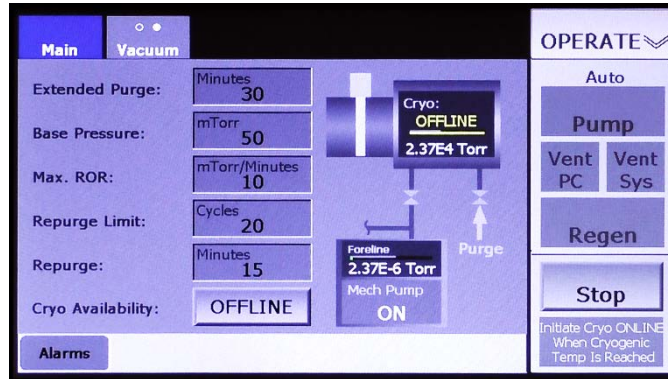 Main
Vacuum
OPERATE
Extended Purge:
Minutes
30
Base Pressure:
mTorr
50
Max. ROR:
mTorr/Minutes
10
Repurge Limit:
Cycles
20
Repurge:
Minutes
15
Cryo Availability:
OFFLINE
Cryo:
OFFLINE
2.37E4 Torr
Purge
Foreline
2.37E-6 Torr
Mech Pump
ON
Alarms
Auto
Pump
Vent
PC
Vent
Sys
Regen
Stop
Initiate Cryo ONLINE
When Cryogenic
Temp Is Reached